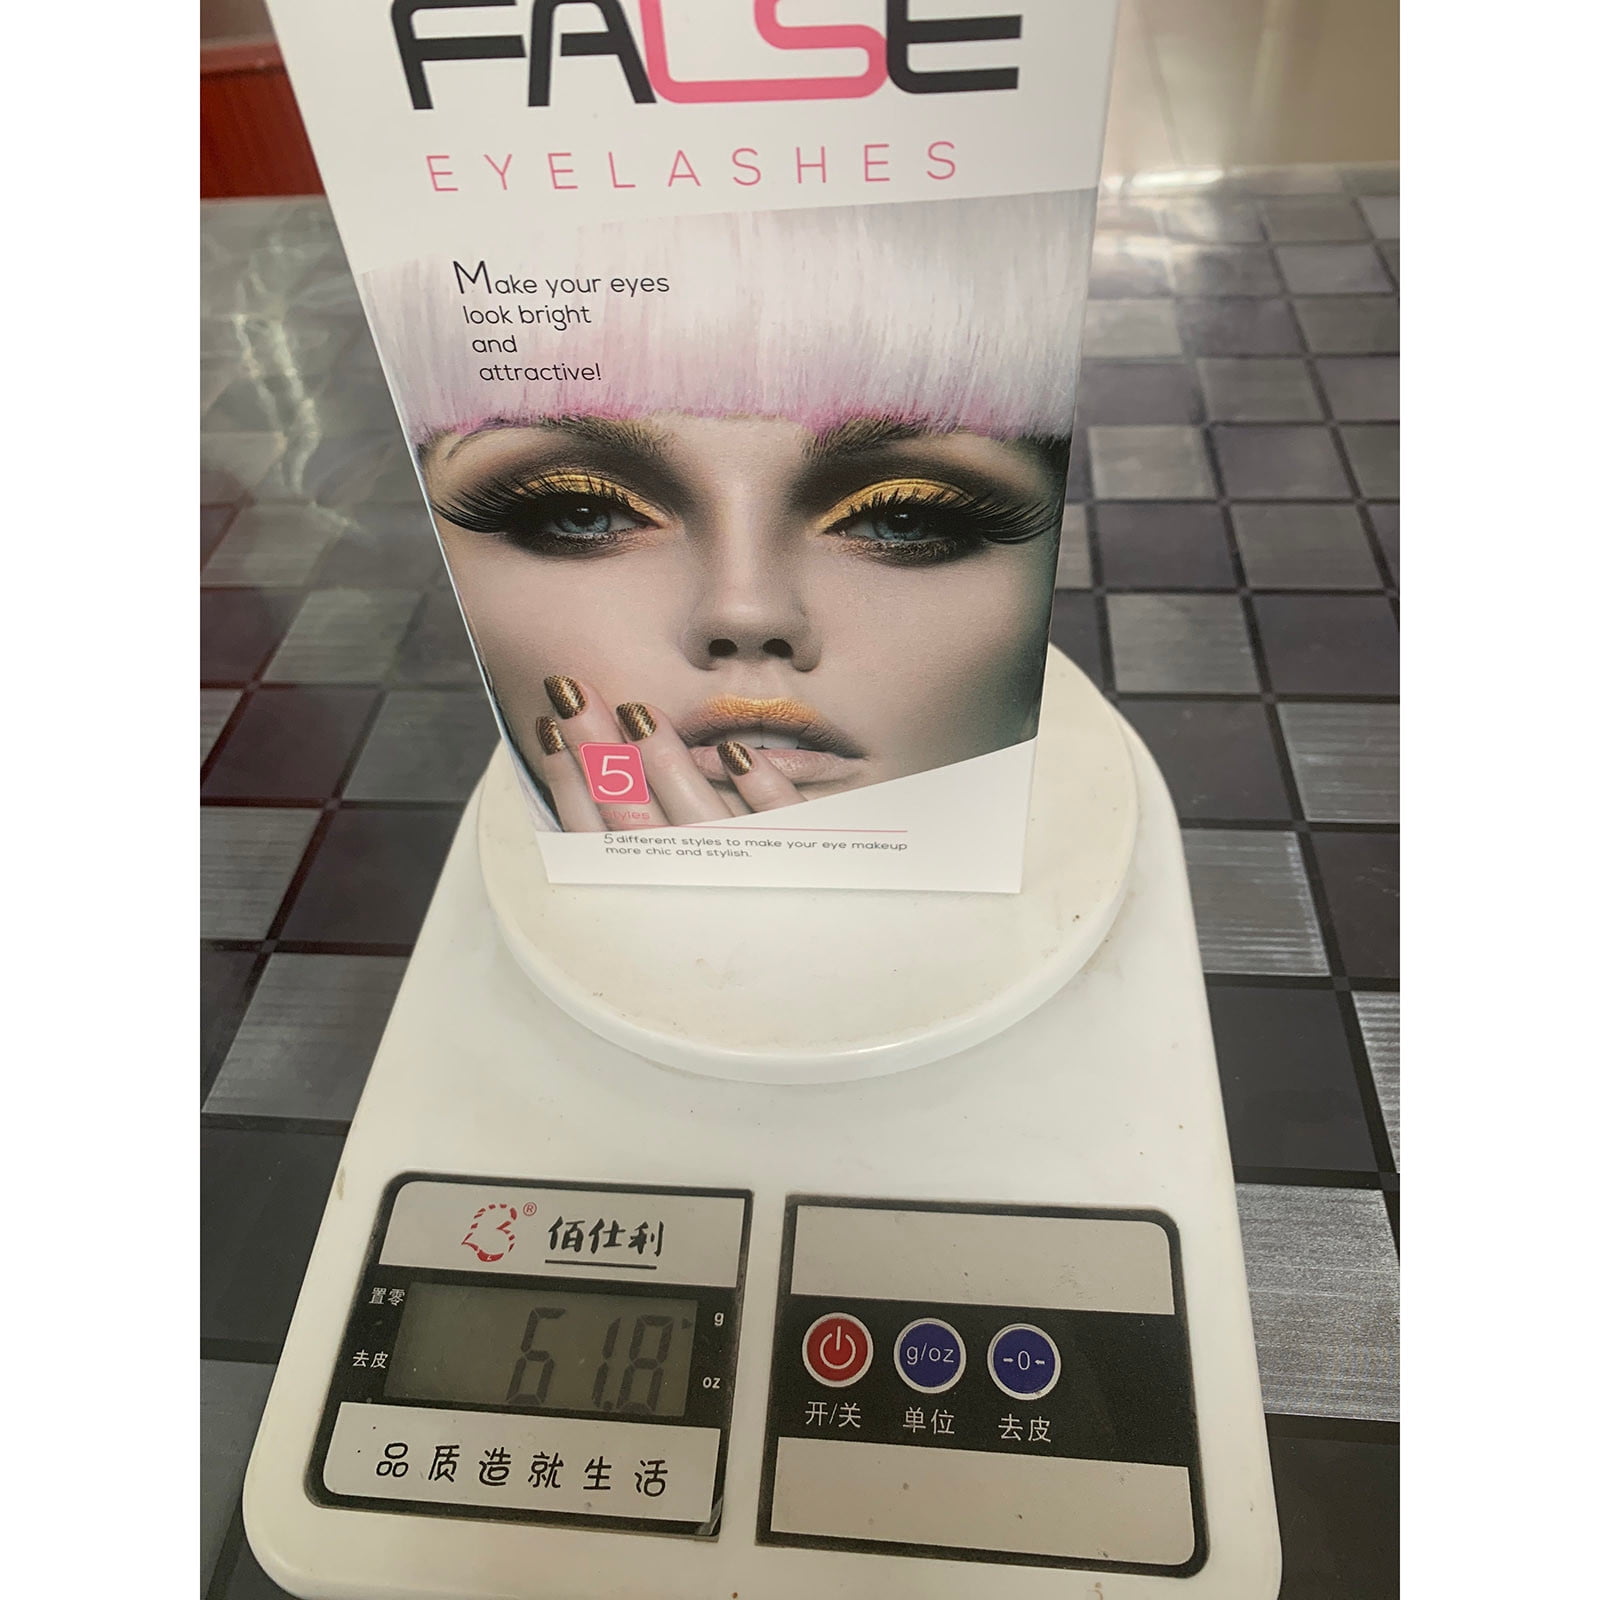 FALSE
EYELASHES
Make your eyes
look bright
and
attractive!
5
styles
5 different styles to make your eye makeup
more chic and stylish.
® 佰仕利
置零
g
61.8
去皮
oz
品质造就生活
g/oz
→0←
开/关 单位 去皮